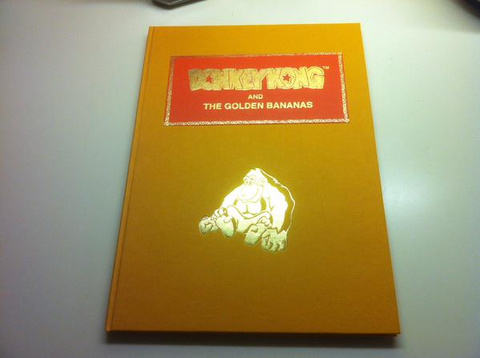 DONKEY KONG™
AND
THE GOLDEN BANANAS